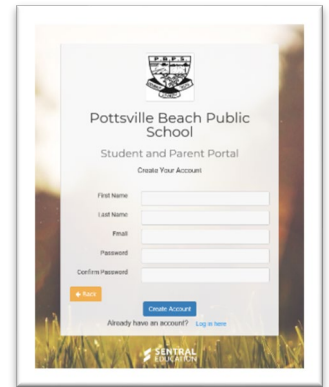 P B P S
Pottsville Beach Public
School
Student and Parent Portal
Create Your Account
First Name
Last Name
Email
Password
Confirm Password
Back
Create Account
Already have an account? Log in here
SENTRAL
EDUCATION